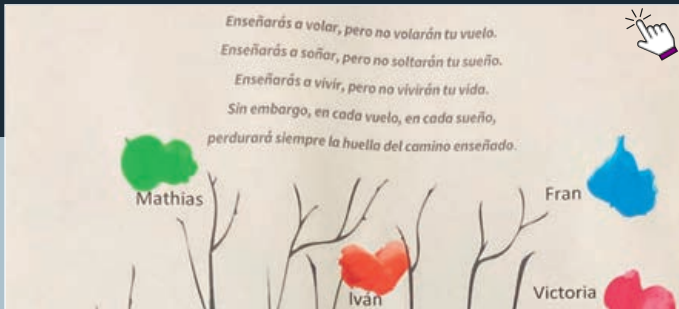 Enseñarás a volar, pero no volarán tu vuelo.
Enseñarás a soñar, pero no soltarán tu sueño.
Enseñarás a vivir, pero no vivirán tu vida.
Sin embargo, en cada vuelo, en cada sueño,
perdurará siempre la huella del camino enseñado.
Mathias
Fran
Iván
Victoria